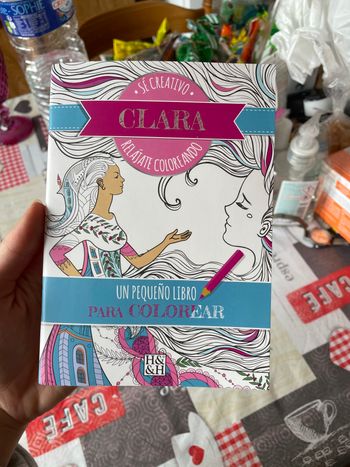 SOPHIE
SÉ CREATIVO
CLARA
RELÁJATE COLOREANDO
UN PEQUEÑO LIBRO
PARA COLOREAR
H&
&H
CAFE
CAFE